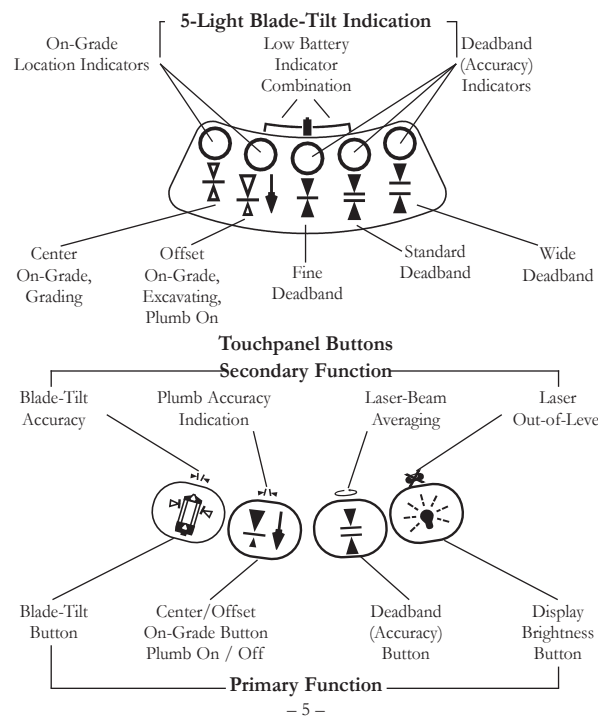 5-Light Blade-Tilt Indication
On-Grade
Location Indicators
Low Battery
Indicator
Combination
Deadband
(Accuracy)
Indicators
Center
On-Grade,
Grading
Offset
On-Grade,
Excavating,
Plumb On
Fine
Deadband
Standard
Deadband
Wide
Deadband
Touchpanel Buttons
Secondary Function
Blade-Tilt
Accuracy
Plumb Accuracy
Indication
Laser-Beam
Averaging
Laser
Out-of-Leve
Blade-Tilt
Button
Center/Offset
On-Grade Button
Plumb On / Off
Deadband
(Accuracy)
Button
Display
Brightness
Button
Primary Function
– 5 –